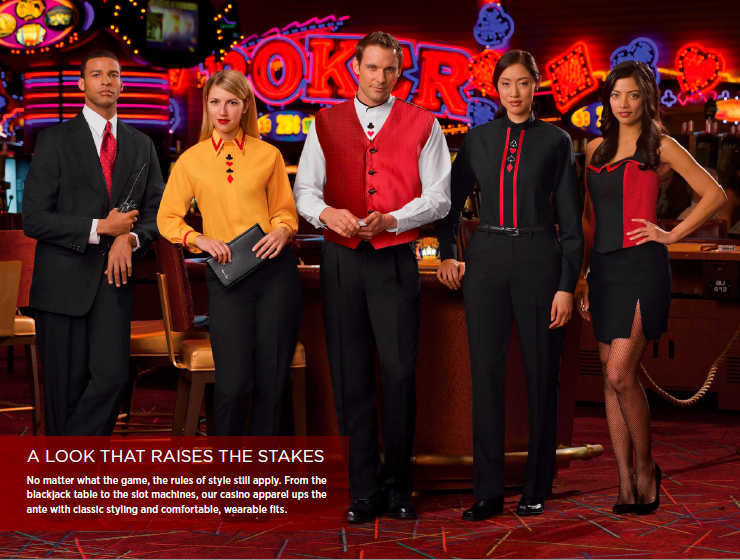 POKER
A LOOK THAT RAISES THE STAKES
No matter what the game, the rules of style still apply. From the
blackjack table to the slot machines, our casino apparel ups the
ante with classic styling and comfortable, wearable fits.